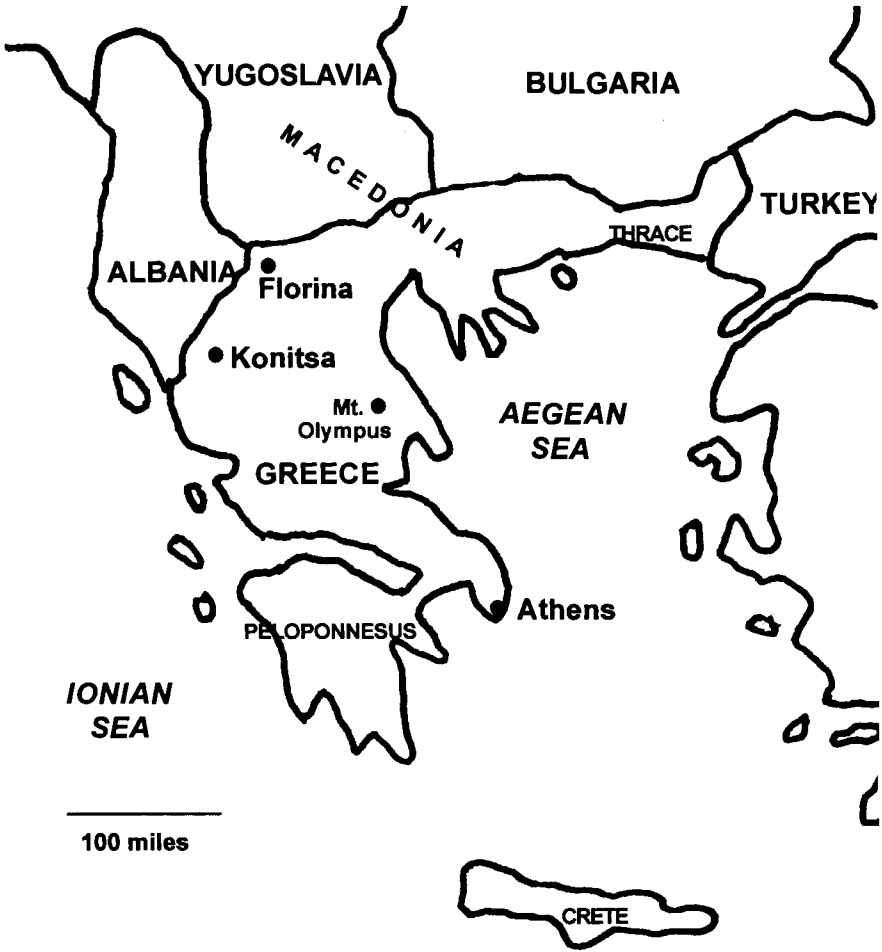 YUGOSLAVIA
BULGARIA
MACEDONIA
TURKEY
THRACE
ALBANIA
Florina
Konitsa
Mt.
Olympus
AEGEAN
SEA
GREECE
Athens
PELOPONNESUS
IONIAN
SEA
100 miles
CRETE